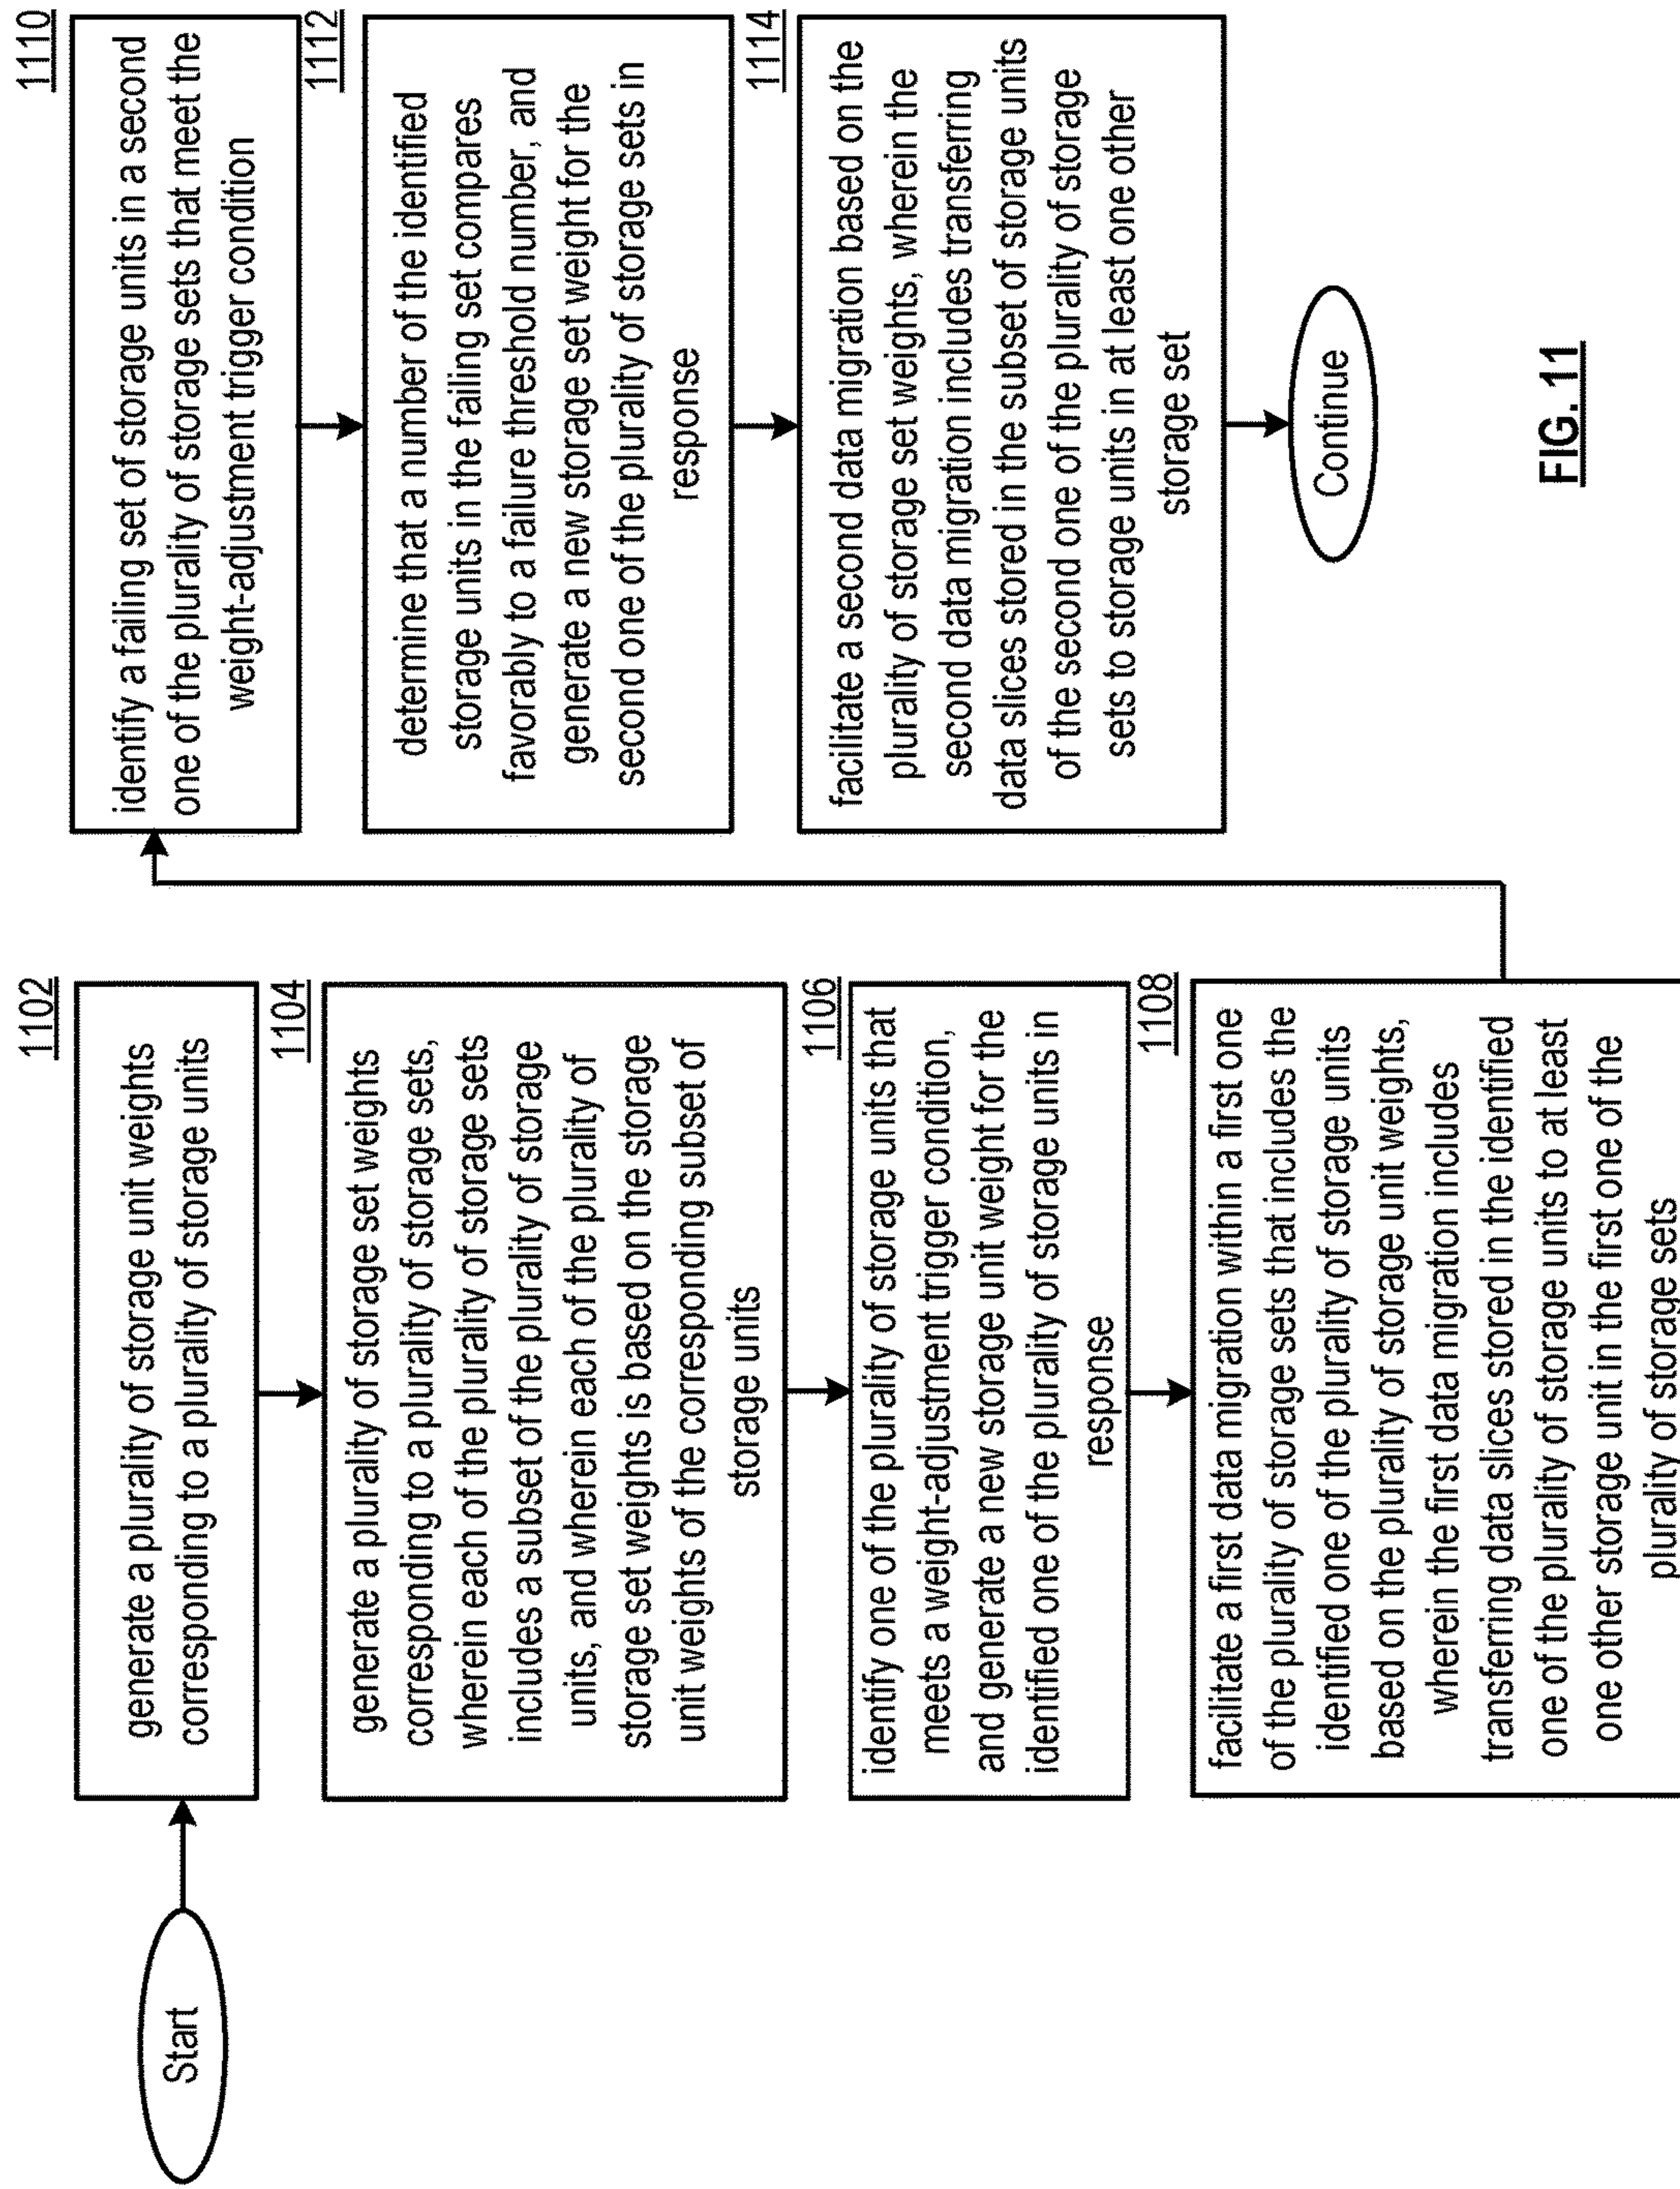 Start
1102
generate a plurality of storage unit weights
corresponding to a plurality of storage units
1104
generate a plurality of storage set weights
corresponding to a plurality of storage sets,
wherein each of the plurality of storage sets
includes a subset of the plurality of storage
units, and wherein each of the plurality of
storage set weights is based on the storage
unit weights of the corresponding subset of
storage units
1106
identify one of the plurality of storage units that
meets a weight-adjustment trigger condition,
and generate a new storage unit weight for the
identified one of the plurality of storage units in
response
1108
facilitate a first data migration within a first one
of the plurality of storage sets that includes the
identified one of the plurality of storage units
based on the plurality of storage unit weights,
wherein the first data migration includes
transferring data slices stored in the identified
one of the plurality of storage units to at least
one other storage unit in the first one of the
plurality of storage sets
1110
identify a failing set of storage units in a second
one of the plurality of storage sets that meet the
weight-adjustment trigger condition
1112
determine that a number of the identified
storage units in the failing set compares
favorably to a failure threshold number, and
generate a new storage set weight for the
second one of the plurality of storage sets in
response
1114
facilitate a second data migration based on the
plurality of storage set weights, wherein the
second data migration includes transferring
data slices stored in the subset of storage units
of the second one of the plurality of storage
sets to storage units in at least one other
storage set
Continue
FIG. 11